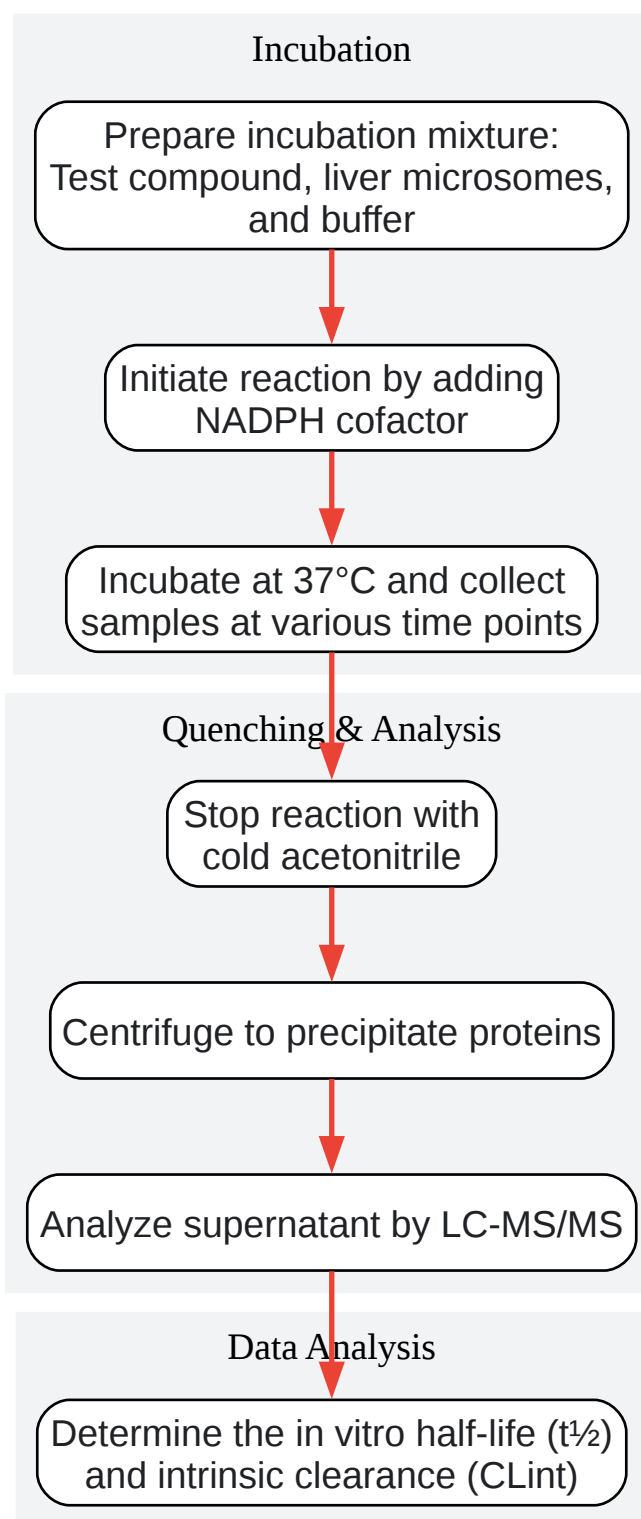 Incubation
Prepare incubation mixture:
Test compound, liver microsomes,
and buffer
Initiate reaction by adding
NADPH cofactor
Incubate at 37°C and collect
samples at various time points
Quenching & Analysis
Stop reaction with
cold acetonitrile
Centrifuge to precipitate proteins
Analyze supernatant by LC-MS/MS
Data Analysis
Determine the in vitro half-life (t½)
and intrinsic clearance (CLint)